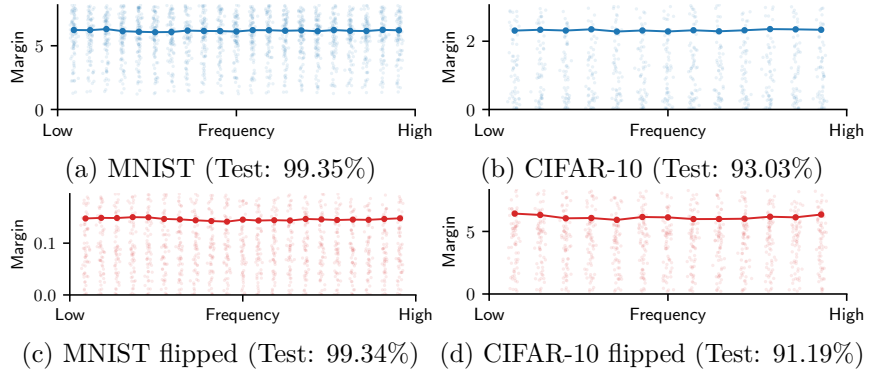 Margin
5
0
Low Frequency High
(a) MNIST (Test: 99.35%)
Margin
2
0
Low Frequency High
(b) CIFAR-10 (Test: 93.03%)
Margin
0.1
0.0
Low Frequency High
(c) MNIST flipped (Test: 99.34%)
Margin
5
0
Low Frequency High
(d) CIFAR-10 flipped (Test: 91.19%)